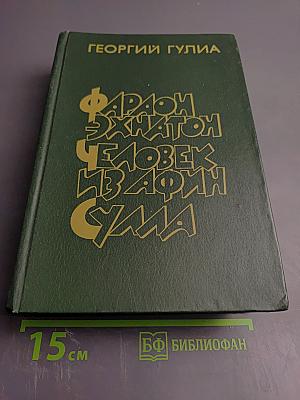 ГЕОРГИЙ ГУЛИА
ФАРАОН
ЭХНАТОН
ЧЕЛОВЕК
ИЗ АФИН
СУЛЛА
15 см
БФ БИБЛИОФАН